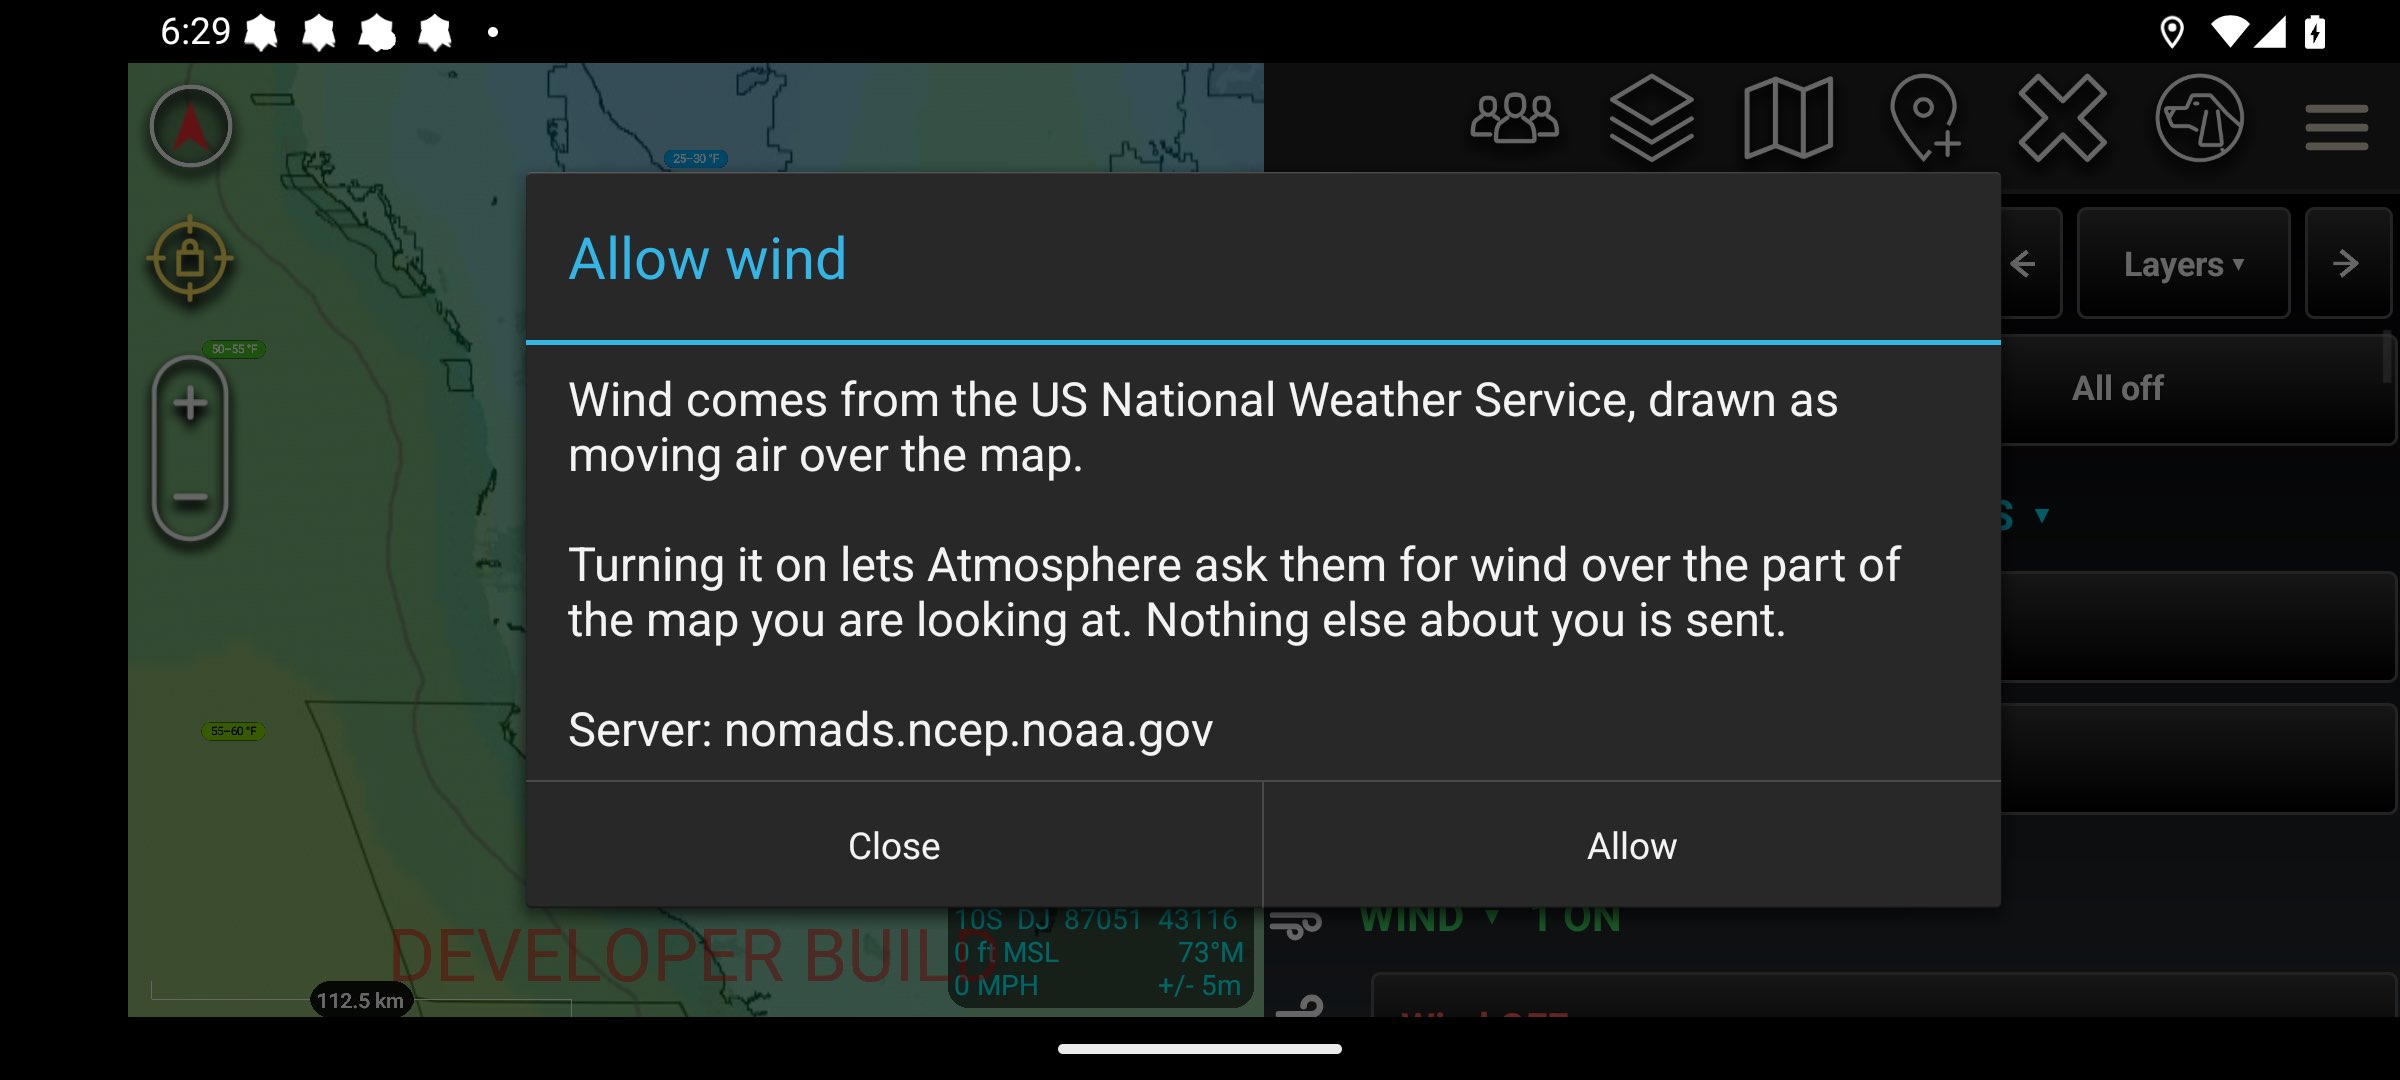 6:29
25-30 °F
Allow wind
Layers ▾
50-55 °F
All off
Wind comes from the US National Weather Service, drawn as
moving air over the map.
S ▾
Turning it on lets Atmosphere ask them for wind over the part of
the map you are looking at. Nothing else about you is sent.
55-60 °F
Server: nomads.ncep.noaa.gov
Close
Allow
10S DJ 87051 43116
WIND ▾ 1 ON
DEVELOPER BUILD
0 ft MSL 73°M
0 MPH +/- 5m
112.5 km
Wind OFF